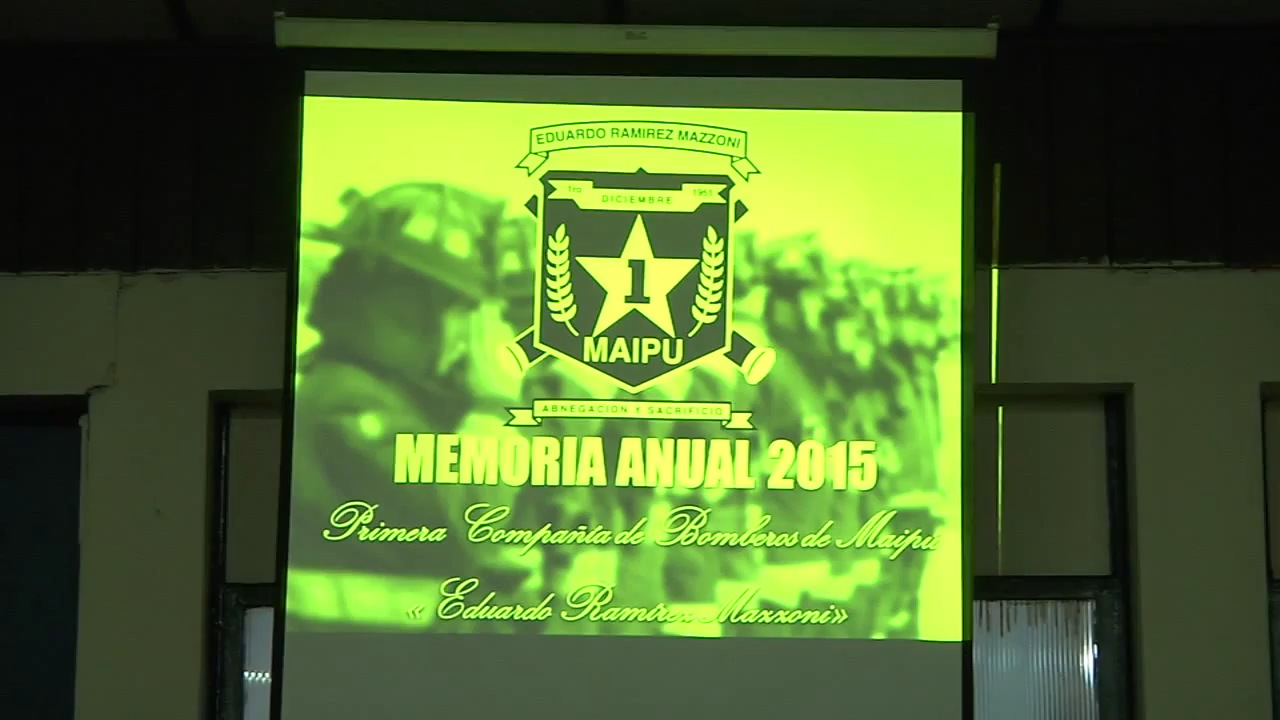 EDUARDO RAMIREZ MAZZONI
1ro DICIEMBRE 1951
1
MAIPU
ABNEGACION Y SACRIFICIO
MEMORIA ANUAL 2015
Primera Compañía de Bomberos de Maipú
« Eduardo Ramírez Mazzoni»